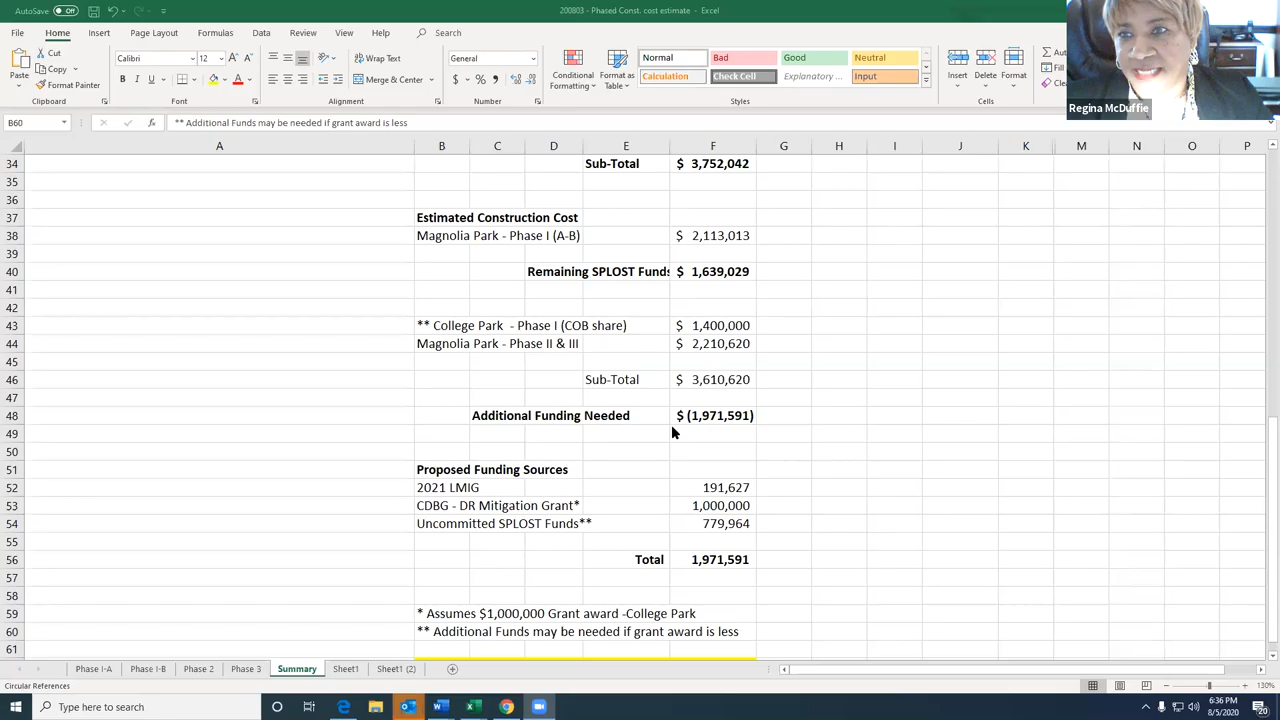 AutoSave Off 200803 - Phased Const. cost estimate - Excel
File Home Insert Page Layout Formulas Data Review View Help Search
Paste Cut Copy Format Painter Clipboard
Calibri 12 Font
Wrap Text Merge & Center Alignment
General Number
Conditional Formatting Format as Table
Normal Bad Good Neutral
Calculation Check Cell Explanatory ... Input
Styles
Insert Delete Format Cells
Regina McDuffie
B60 ** Additional Funds may be needed if grant award is less
A B C D E F G H I J K L M N O P
34 Sub-Total $ 3,752,042
35
36
37 Estimated Construction Cost
38 Magnolia Park - Phase I (A-B) $ 2,113,013
39
40 Remaining SPLOST Funds $ 1,639,029
41
42
43 ** College Park - Phase I (COB share) $ 1,400,000
44 Magnolia Park - Phase II & III $ 2,210,620
45
46 Sub-Total $ 3,610,620
47
48 Additional Funding Needed $ (1,971,591)
49
50
51 Proposed Funding Sources
52 2021 LMIG 191,627
53 CDBG - DR Mitigation Grant* 1,000,000
54 Uncommitted SPLOST Funds** 779,964
55
56 Total 1,971,591
57
58
59 * Assumes $1,000,000 Grant award -College Park
60 ** Additional Funds may be needed if grant award is less
61
Phase I-A Phase I-B Phase 2 Phase 3 Summary Sheet1 Sheet1 (2)
Circular References 130%
Type here to search 6:36 PM
8/5/2020 20